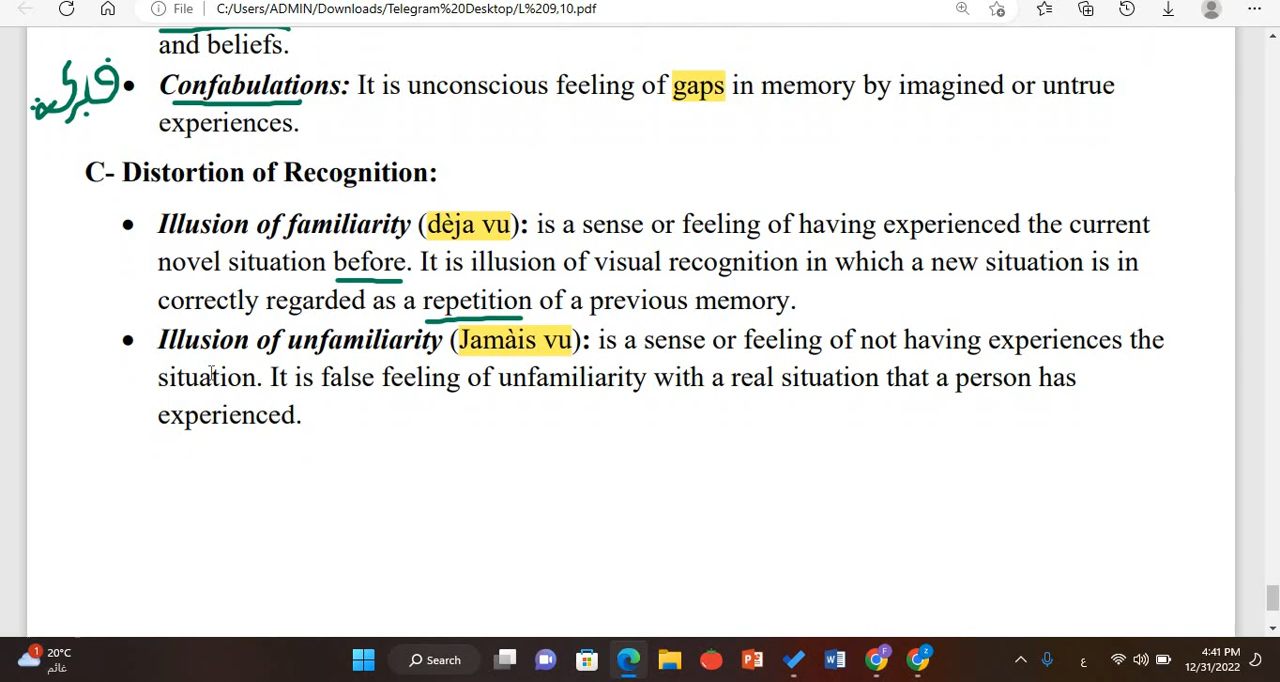 File
C:/Users/ADMIN/Downloads/Telegram%20Desktop/L%209,10.pdf
and beliefs.
فبركة
• Confabulations: It is unconscious feeling of gaps in memory by imagined or untrue
experiences.
C- Distortion of Recognition:
• Illusion of familiarity (dèja vu): is a sense or feeling of having experienced the current
novel situation before. It is illusion of visual recognition in which a new situation is in
correctly regarded as a repetition of a previous memory.
• Illusion of unfamiliarity (Jamàis vu): is a sense or feeling of not having experiences the
situation. It is false feeling of unfamiliarity with a real situation that a person has
experienced.
1
20°C
غائم
Search
ع
4:41 PM
12/31/2022